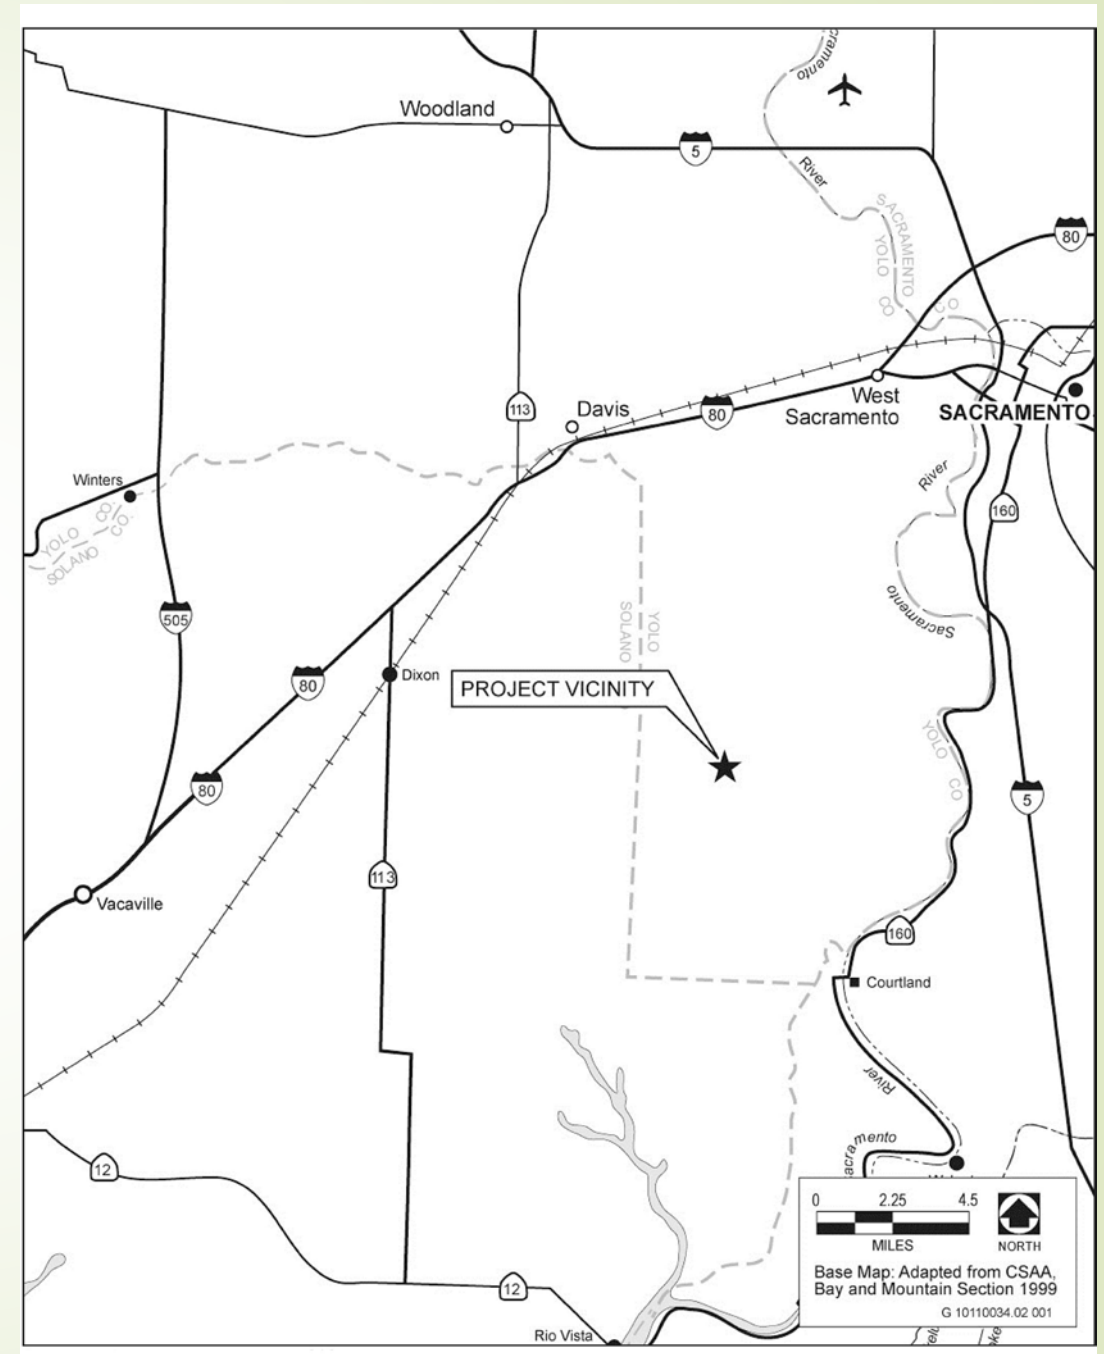 Sacramento
Woodland
5
River
SACRAMENTO
YOLO
CO
CO
80
113
Davis
80
West
Sacramento
SACRAMENTO
Winters
YOLO CO.
SOLANO CO.
River
160
505
Sacramento
YOLO
SOLANO
80
Dixon
PROJECT VICINITY
YOLO CO
80
5
113
Vacaville
160
Courtland
River
12
12
Rio Vista
0 2.25 4.5
MILES
NORTH
Base Map: Adapted from CSAA,
Bay and Mountain Section 1999
G 10110034.02 001